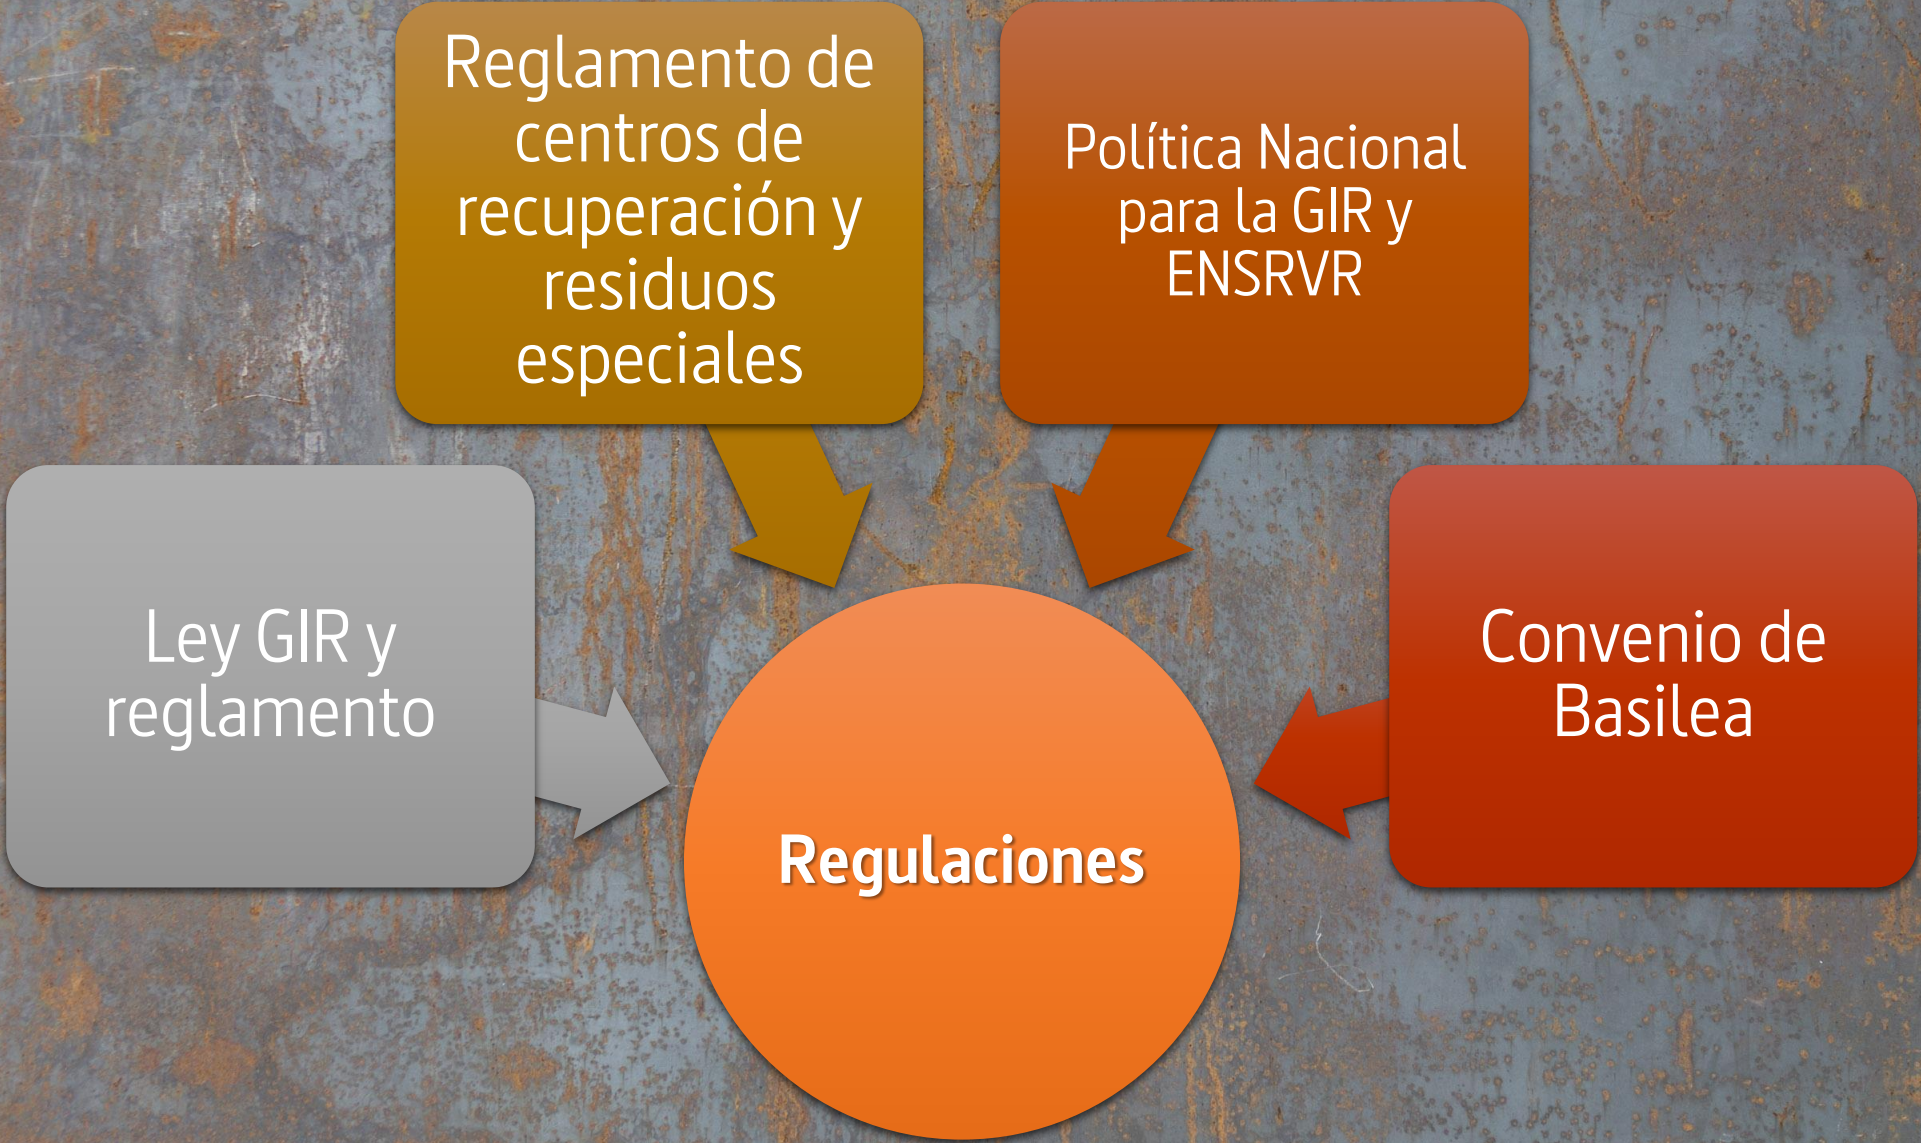 Reglamento de
centros de
recuperación y
residuos
especiales
Política Nacional
para la GIR y
ENSRVR
Ley GIR y
reglamento
Convenio de
Basilea
Regulaciones